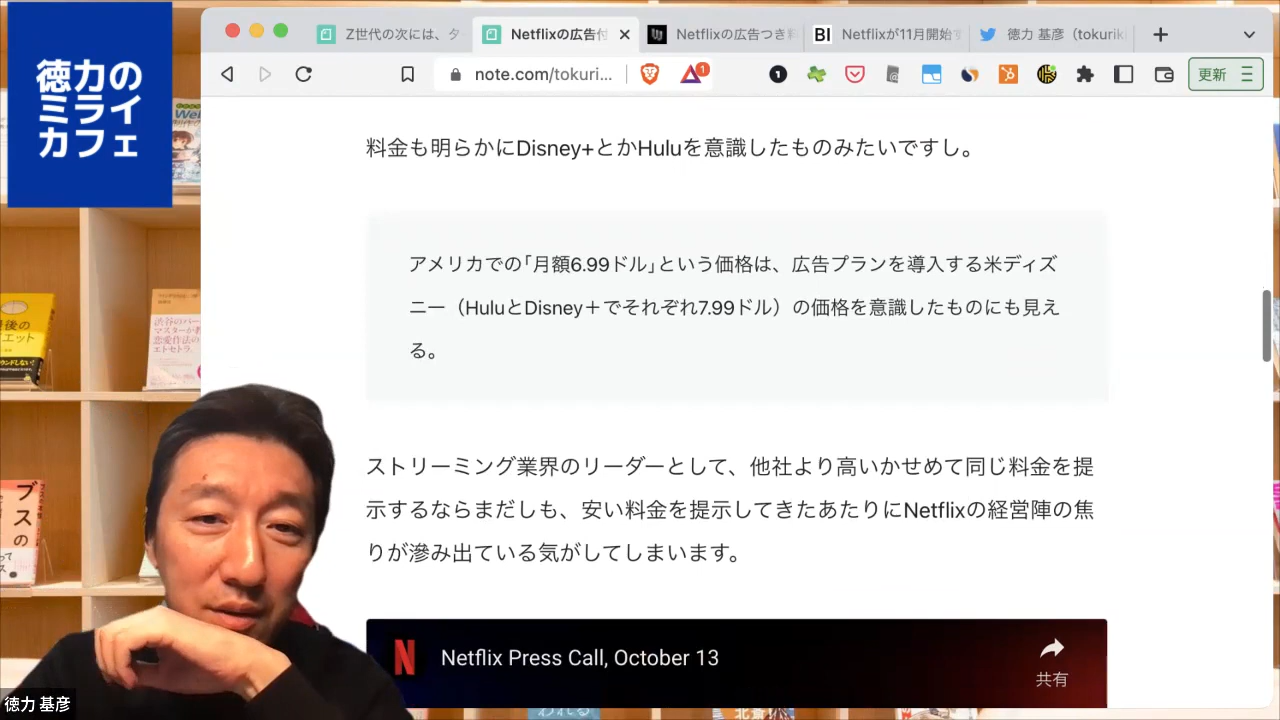 徳力の
ミライ
カフェ
Z世代の次には、タ
Netflixの広告付
Netflixの広告つき
BI
Netflixが11月開始す
徳力 基彦（tokuriki
note.com/tokuri...
1
更新
料金も明らかにDisney+とかHuluを意識したものみたいですし。
アメリカでの｢月額6.99ドル｣という価格は、広告プランを導入する米ディズ
ニー（HuluとDisney＋でそれぞれ7.99ドル）の価格を意識したものにも見え
る。
ストリーミング業界のリーダーとして、他社より高いかせめて同じ料金を提
示するならまだしも、安い料金を提示してきたあたりにNetflixの経営陣の焦
りが滲み出ている気がしてしまいます。
N
Netflix Press Call, October 13
共有
ブスの
徳力 基彦